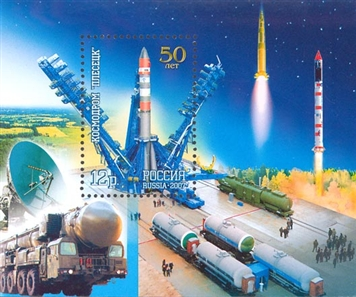 50
лет
КОСМОДРОМ "ПЛЕСЕЦК"
12р.
РОССИЯ
RUSSIA • 2007